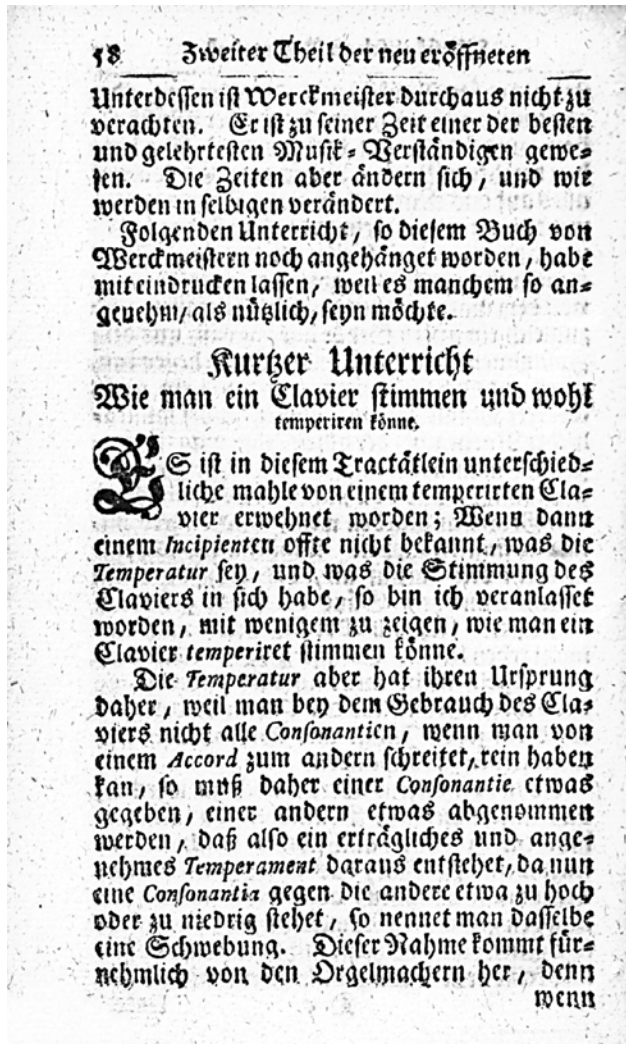 58 Zweiter Theil der neu eröffneten
Unterdessen ist Werckmeister durchaus nicht zu
verachten. Er ist zu seiner Zeit einer der besten
und gelehrtesten Musik-Verständigen gewe-
sen. Die Zeiten aber ändern sich, und wir
werden in selbigen verändert.
Folgenden Unterricht, so diesem Buch von
Werckmeistern noch angehänget worden, habe
mit eindrucken lassen, weil es manchem so an-
genehm, als nützlich, seyn möchte.
Kurtzer Unterricht
Wie man ein Clavier stimmen und wohl
temperiren könne.
ES ist in diesem Tractätlein unterschied-
liche mahle von einem temperirten Cla-
vier erwehnet worden; Wenn dann
einem Incipienten offte nicht bekannt, was die
Temperatur sey, und was die Stimmung des
Claviers in sich habe, so bin ich veranlasset
worden, mit wenigem zu zeigen, wie man ein
Clavier temperiret stimmen könne.
Die Temperatur aber hat ihren Ursprung
daher, weil man bey dem Gebrauch des Cla-
viers nicht alle Consonantien, wenn man von
einem Accord zum andern schreitet, rein haben
kan, so muß daher einer Consonantie etwas
gegeben, einer andern etwas abgenommen
werden, daß also ein erträgliches und ange-
nehmes Temperament daraus entstehet, da nun
eine Consonantia gegen die andere etwa zu hoch
oder zu niedrig stehet, so nennet man dasselbe
eine Schwebung. Dieser Nahme kommt für-
nehmlich von den Orgelmachern her, denn
wenn